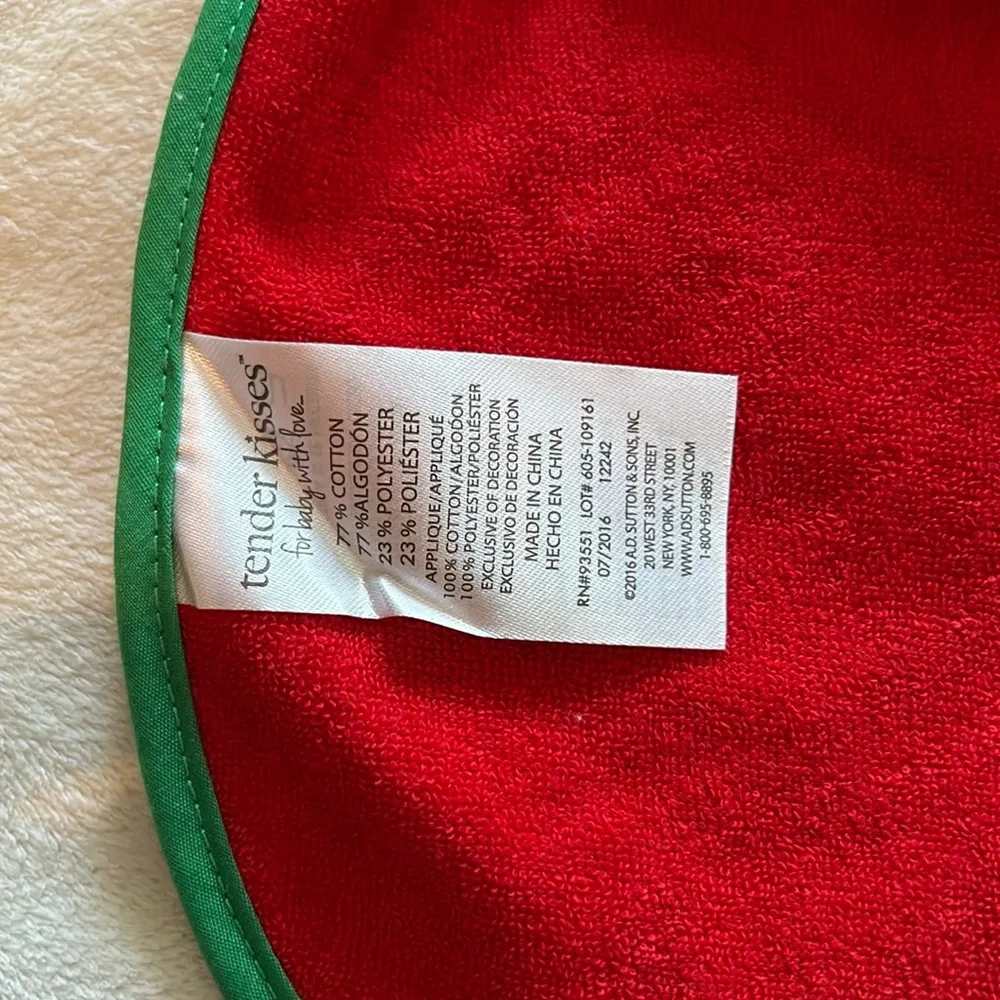 tender kisses™
for baby with love...
77 % COTTON
77 %ALGODÓN
23 % POLYESTER
23 % POLIÉSTER
APPLIQUE/APPLIQUÉ
100% COTTON/ALGODÓN
100% POLYESTER/POLIÉSTER
EXCLUSIVE OF DECORATION
EXCLUSIVO DE DECORACIÓN
MADE IN CHINA
HECHO EN CHINA
RN#93551 LOT# 605-109161
07/2016 12242
©2016 A.D. SUTTON & SONS, INC.
20 WEST 33RD STREET
NEW YORK, NY, 10001
WWW.ADSUTTON.COM
1-800-695-8895